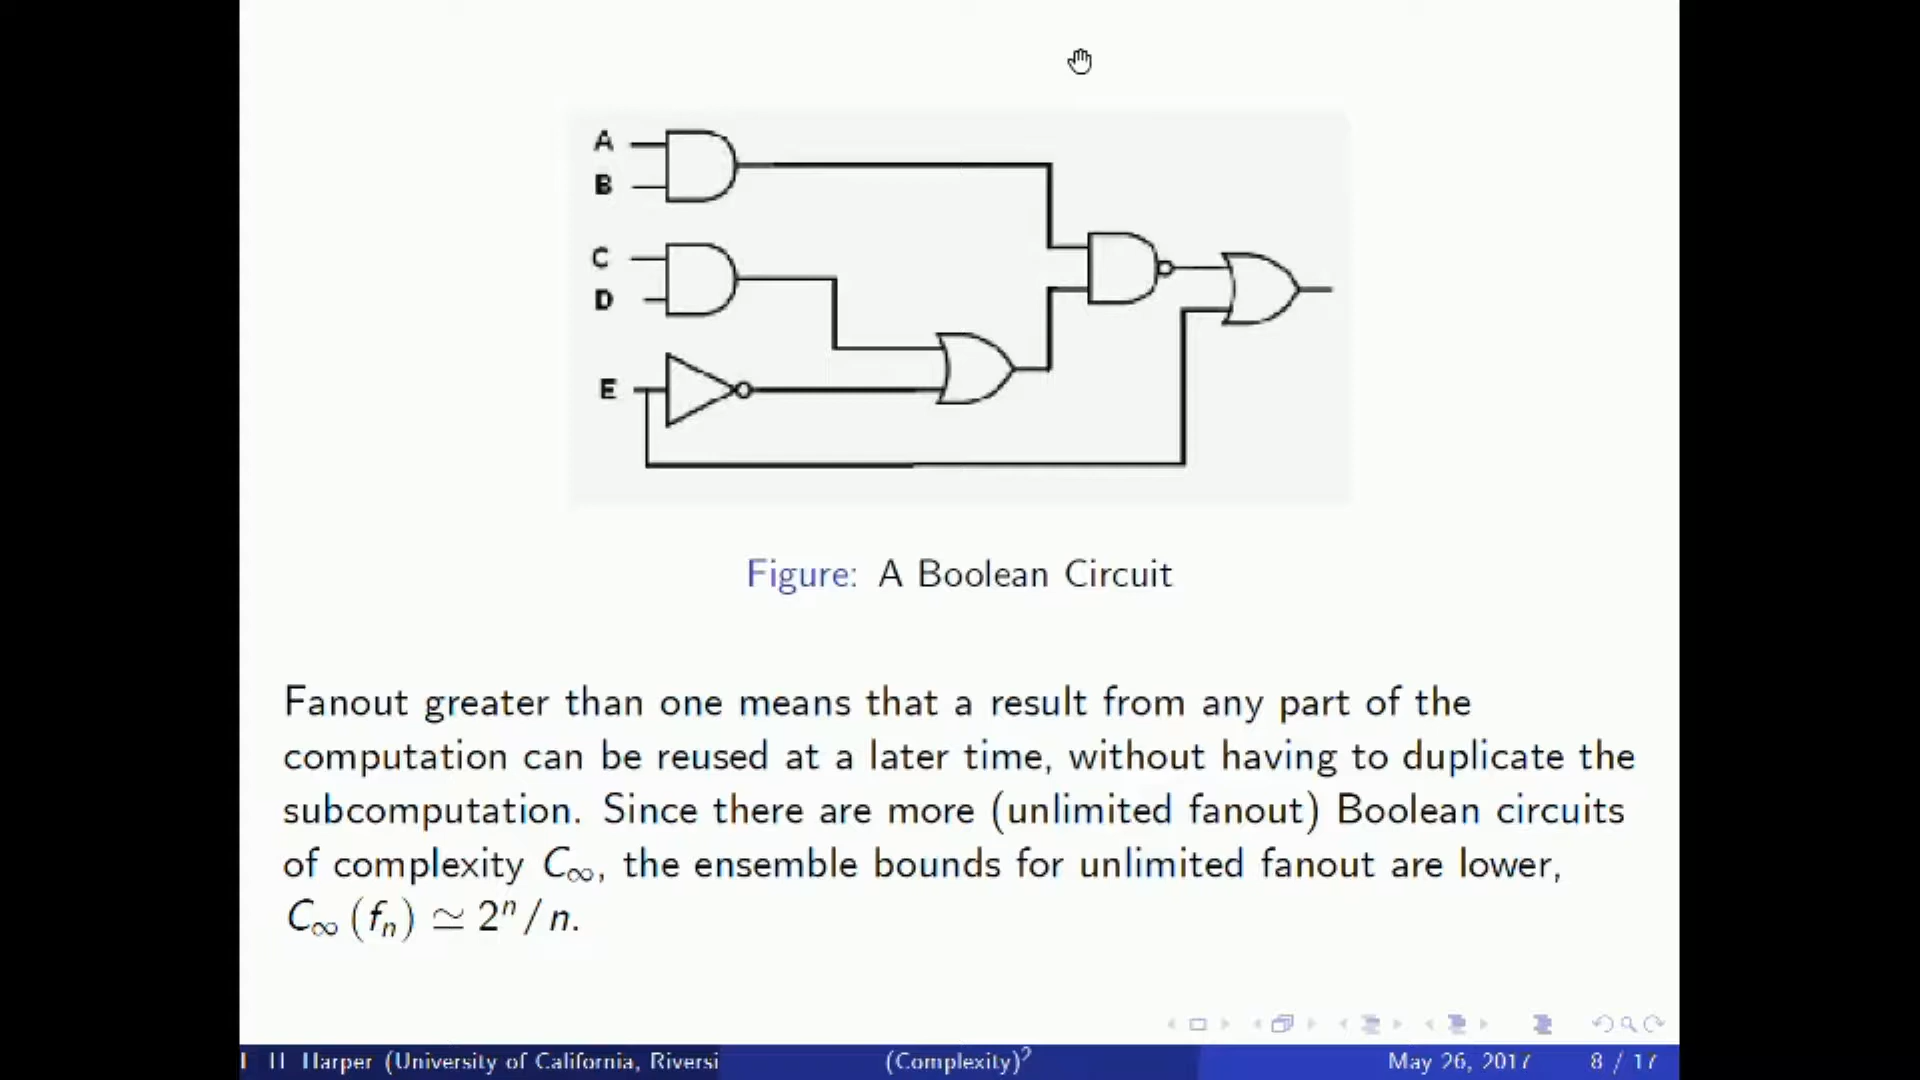 A
B
C
D
E
Figure: A Boolean Circuit
Fanout greater than one means that a result from any part of the
computation can be reused at a later time, without having to duplicate the
subcomputation. Since there are more (unlimited fanout) Boolean circuits
of complexity C∞, the ensemble bounds for unlimited fanout are lower,
C∞ (fₙ) ≃ 2ⁿ/n.
Harper (University of California, Riversi
(Complexity)²
May 26, 2017
8 / 17